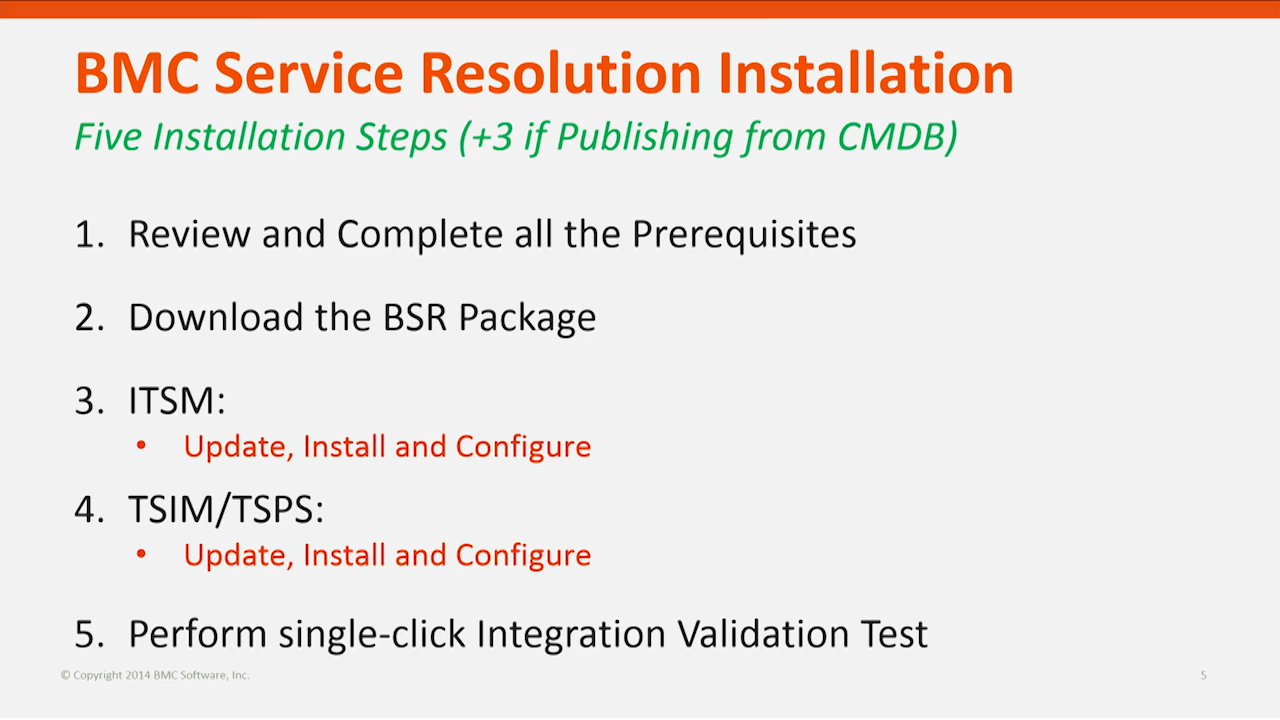 BMC Service Resolution Installation
Five Installation Steps (+3 if Publishing from CMDB)
1. Review and Complete all the Prerequisites
2. Download the BSR Package
3. ITSM:
• Update, Install and Configure
4. TSIM/TSPS:
• Update, Install and Configure
5. Perform single-click Integration Validation Test
© Copyright 2014 BMC Software, Inc.
5